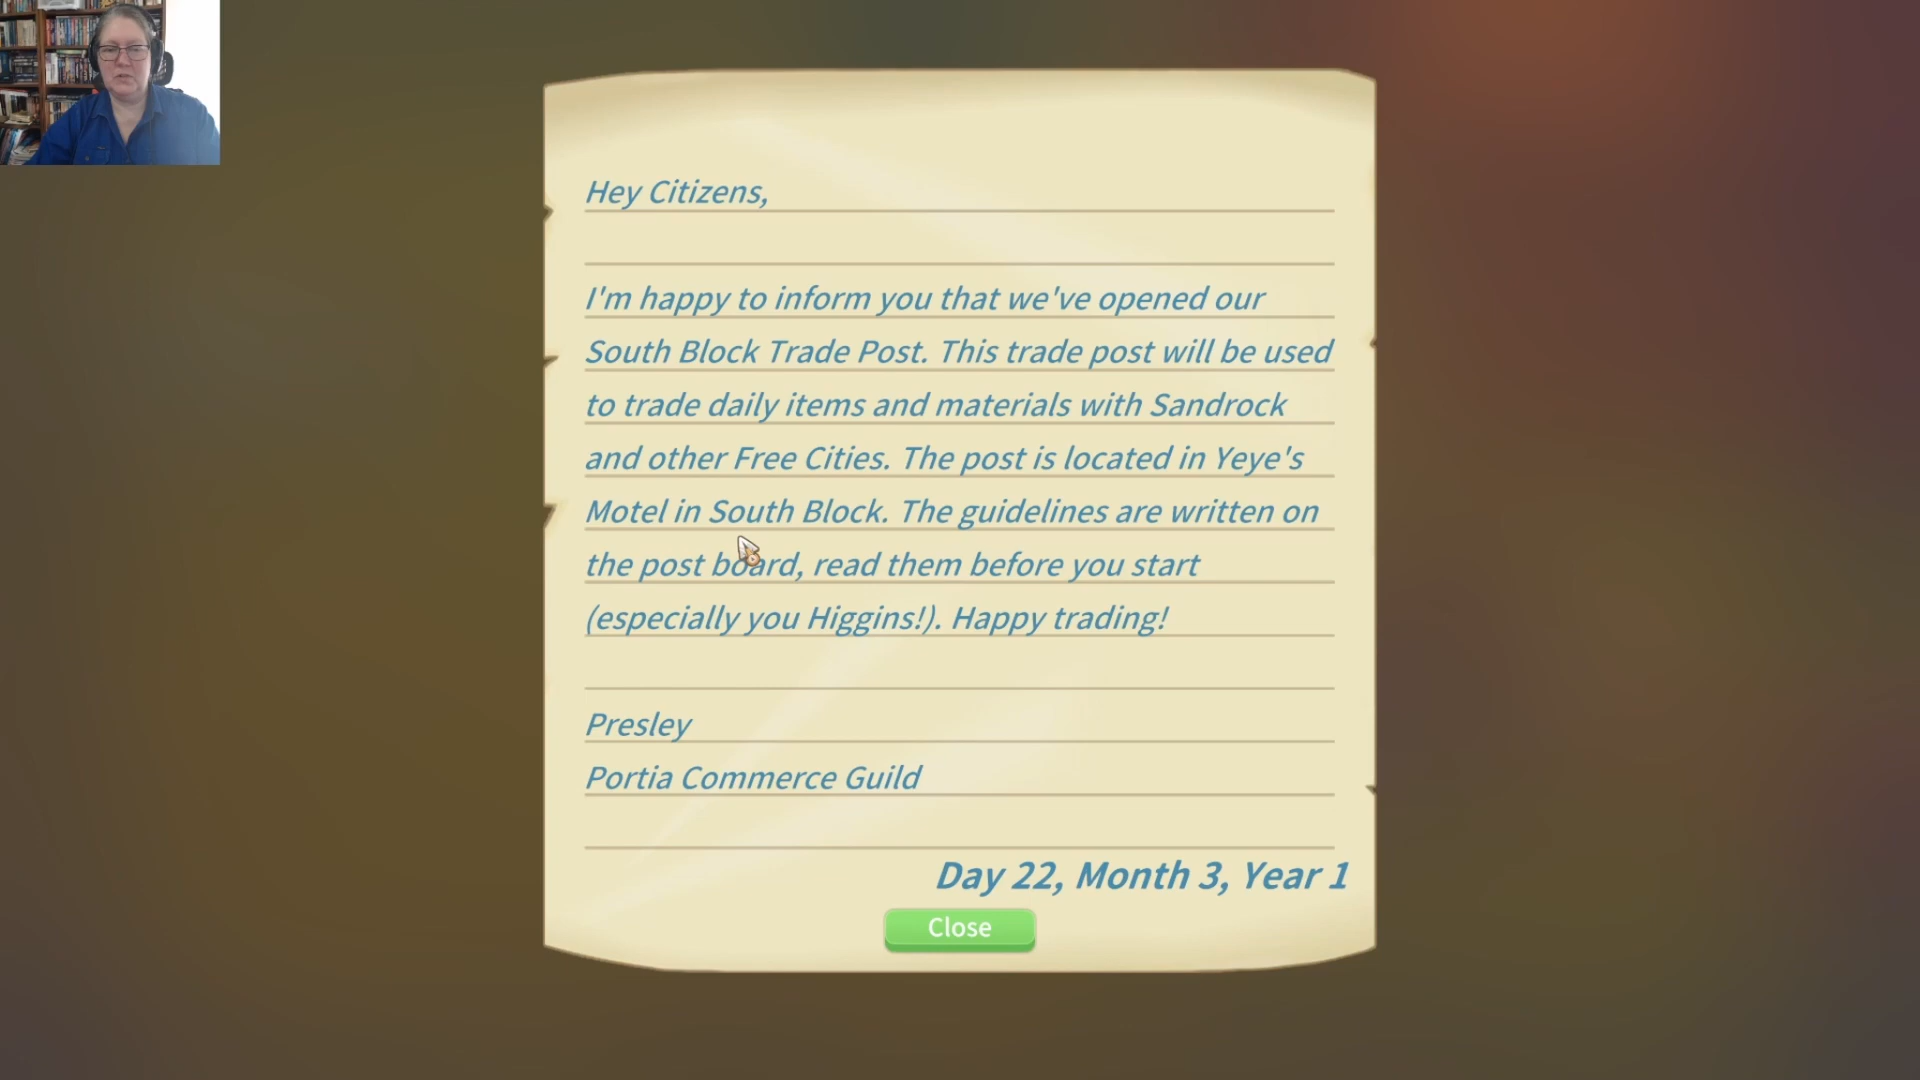 Hey Citizens,
I'm happy to inform you that we've opened our
South Block Trade Post. This trade post will be used
to trade daily items and materials with Sandrock
and other Free Cities. The post is located in Yeye's
Motel in South Block. The guidelines are written on
the post board, read them before you start
(especially you Higgins!). Happy trading!
Presley
Portia Commerce Guild
Day 22, Month 3, Year 1
Close